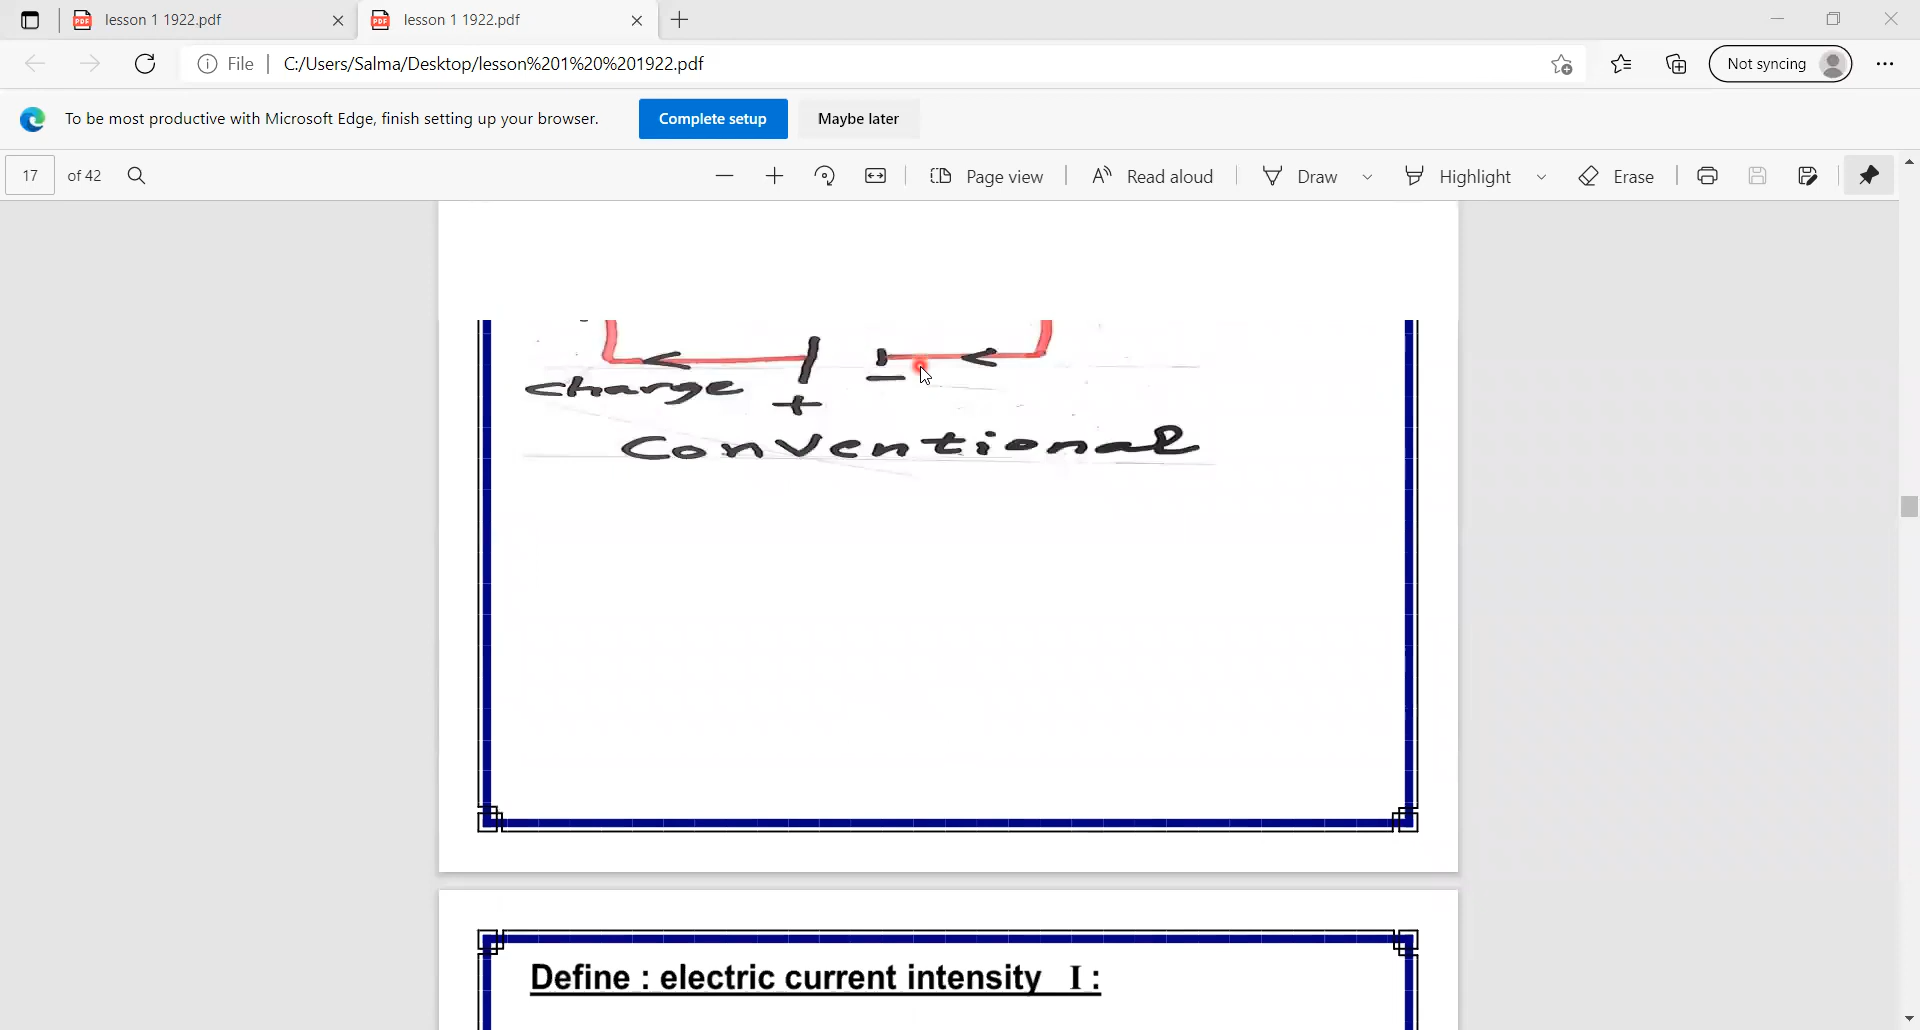 lesson 1 1922.pdf
lesson 1 1922.pdf
File
C:/Users/Salma/Desktop/lesson%201%20%201922.pdf
Not syncing
To be most productive with Microsoft Edge, finish setting up your browser.
Complete setup
Maybe later
17 of 42
Page view
Read aloud
Draw
Highlight
Erase
charge
+
−
Conventional
Define : electric current intensity I :